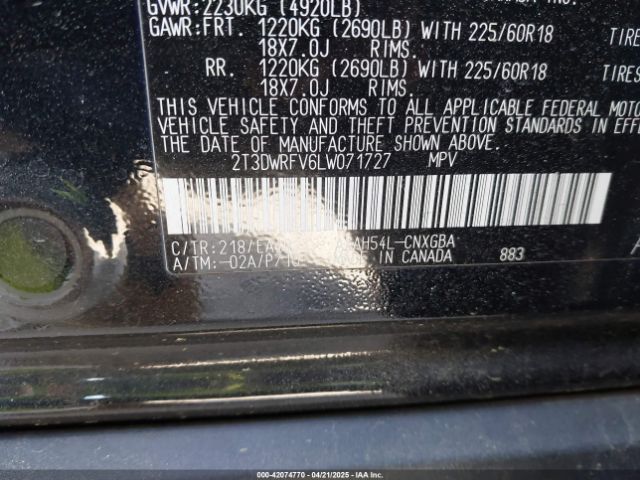 GVWR:2230KG (4920LB)
GAWR:FRT. 1220KG (2690LB) WITH 225/60R18 TIRE
18X7.0J RIMS.
RR. 1220KG (2690LB) WITH 225/60R18 TIRES
18X7.0J RIMS.
THIS VEHICLE CONFORMS TO ALL APPLICABLE FEDERAL MOTO
VEHICLE SAFETY AND THEFT PREVENTION STANDARDS IN EFFE
THE DATE OF MANUFACTURE SHOWN ABOVE.
2T3DWRFV6LW071727 MPV
C/TR:218/EA AH54L-CNXGBA
A/TM:-02A/P/ IN CANADA 883
000-42074770 04/21/2025 IAAI.COM